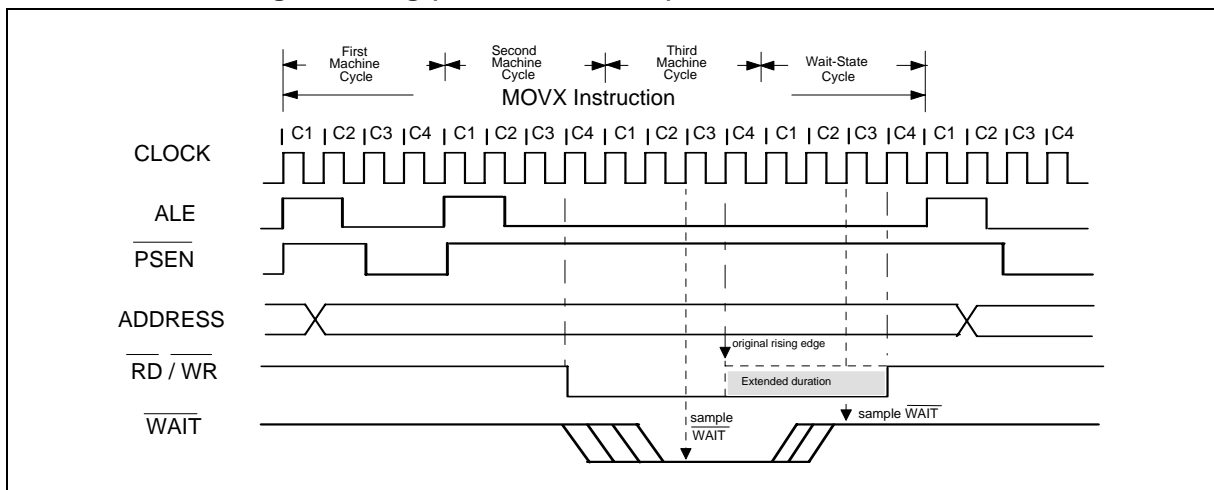 First
Machine
Cycle
Second
Machine
Cycle
Third
Machine
Cycle
Wait-State
Cycle
MOVX Instruction
C1 C2 C3 C4 C1 C2 C3 C4 C1 C2 C3 C4 C1 C2 C3 C4 C1 C2 C3 C4
CLOCK
ALE
PSEN
ADDRESS
original rising edge
RD / WR
Extended duration
WAIT
sample
WAIT
sample WAIT